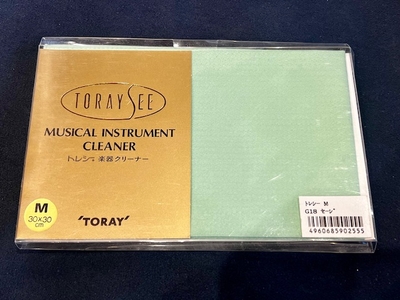 TORAYSEE
MUSICAL INSTRUMENT
CLEANER
トレシー 楽器クリーナー
M
30×30
cm
'TORAY'
トレシー M
G1B セージ
4960685902555